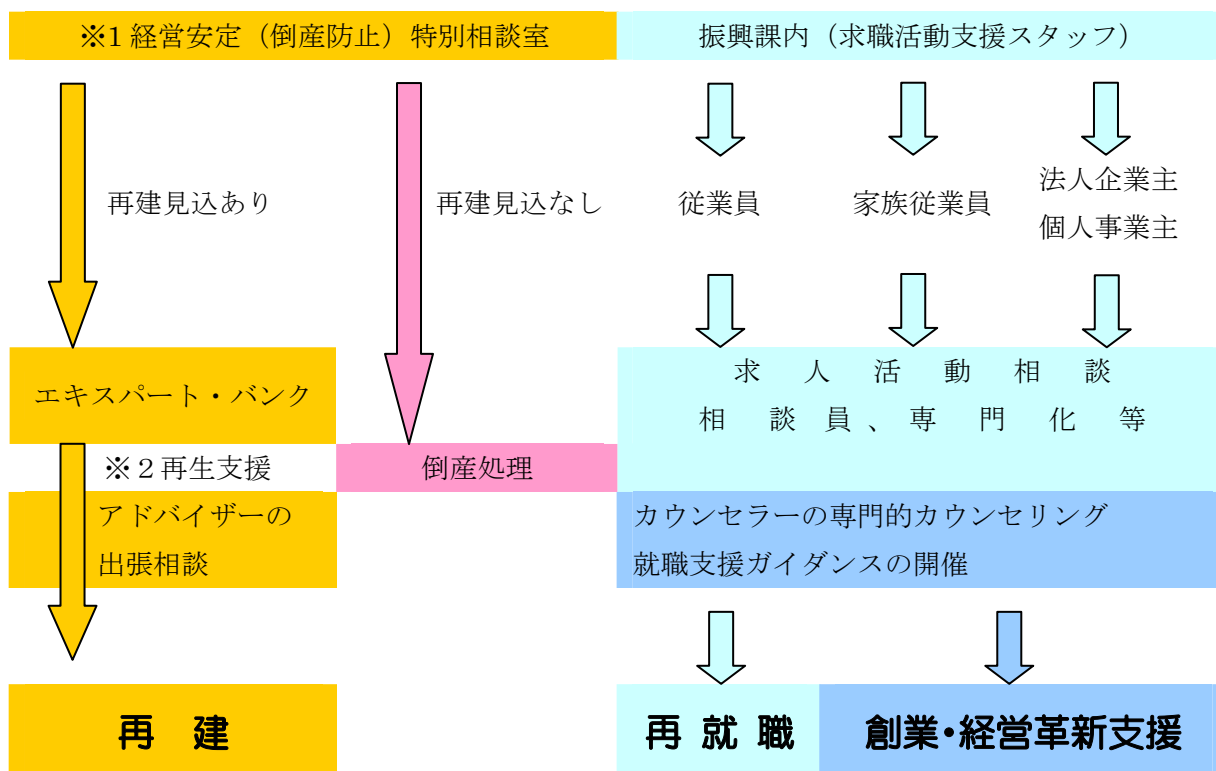 ※1 経営安定（倒産防止）特別相談室
振興課内（求職活動支援スタッフ）
再建見込あり
再建見込なし
従業員
家族従業員
法人企業主
個人事業主
エキスパート・バンク
求人活動相談
相談員、専門化等
※２再生支援
倒産処理
アドバイザーの
出張相談
カウンセラーの専門的カウンセリング
就職支援ガイダンスの開催
再建
再就職
創業・経営革新支援